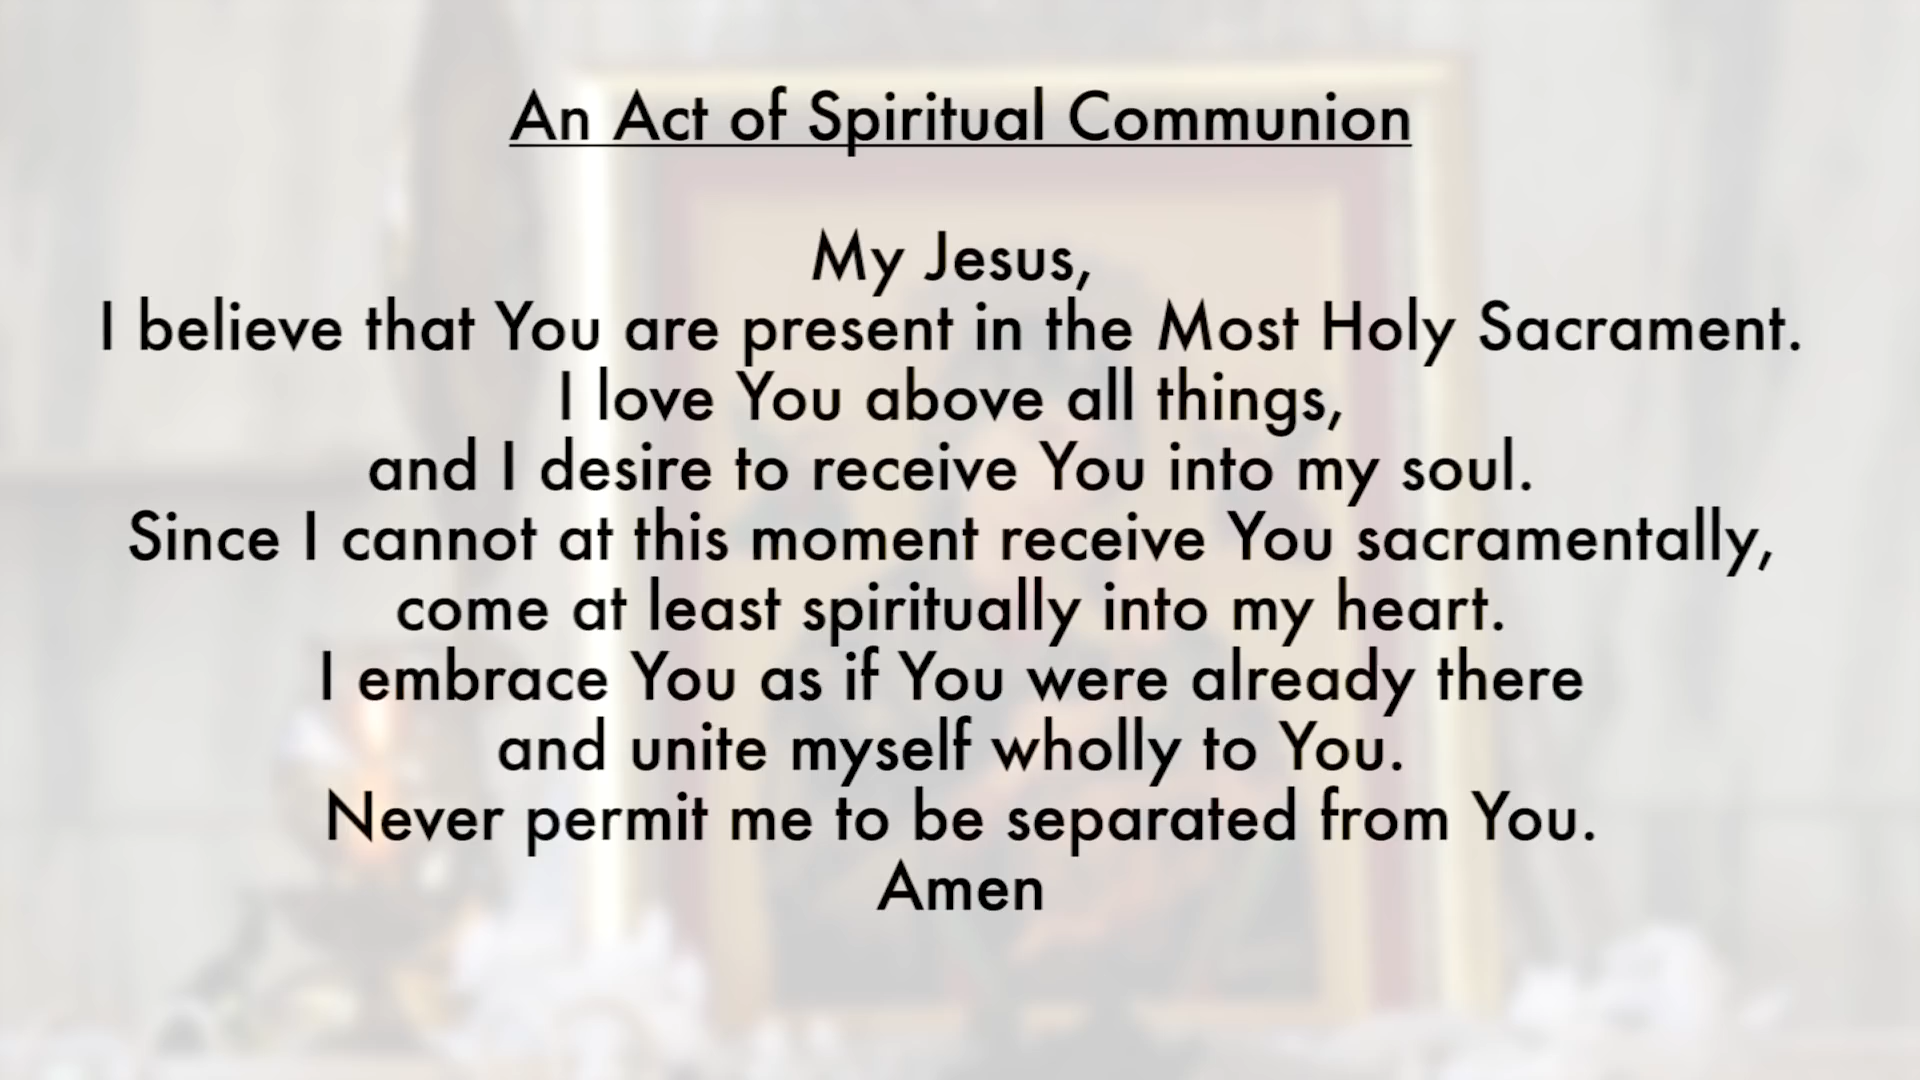 An Act of Spiritual Communion
My Jesus,
I believe that You are present in the Most Holy Sacrament.
I love You above all things,
and I desire to receive You into my soul.
Since I cannot at this moment receive You sacramentally,
come at least spiritually into my heart.
I embrace You as if You were already there
and unite myself wholly to You.
Never permit me to be separated from You.
Amen